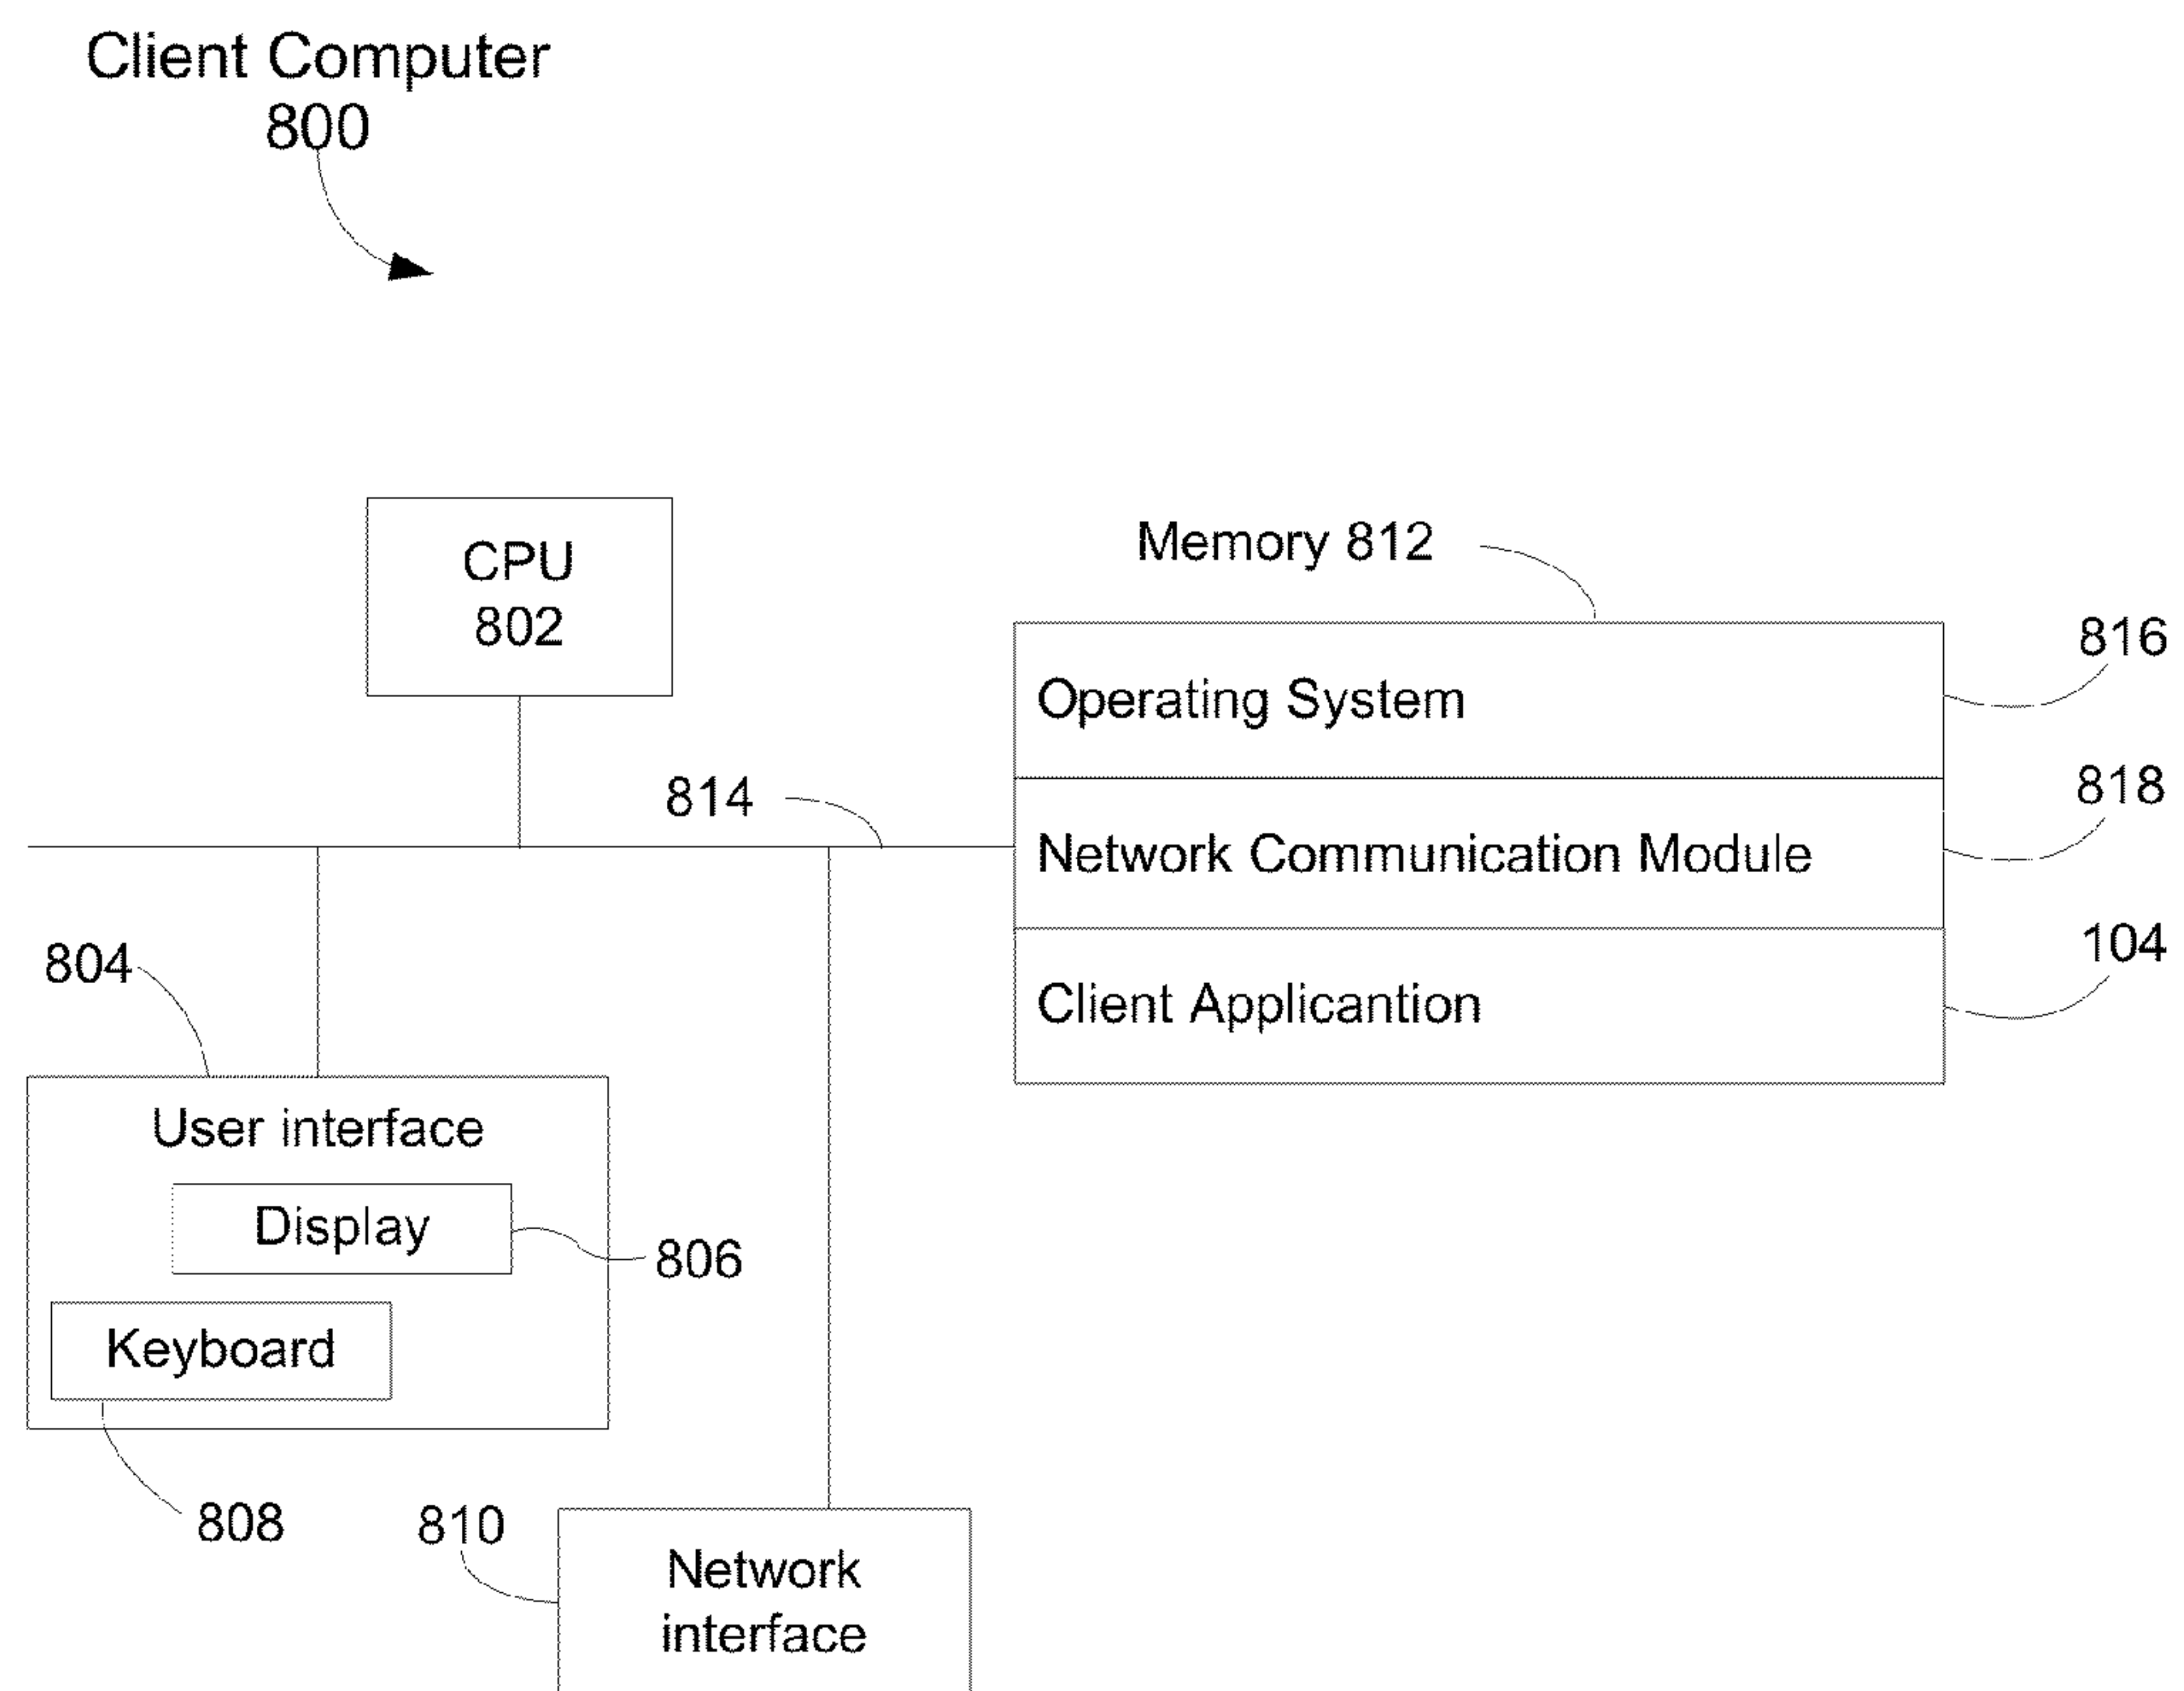 Client Computer
800
CPU
802
Memory 812
816
Operating System
814
818
Network Communication Module
804
104
Client Applicantion
User interface
Display
806
Keyboard
808
810
Network
interface